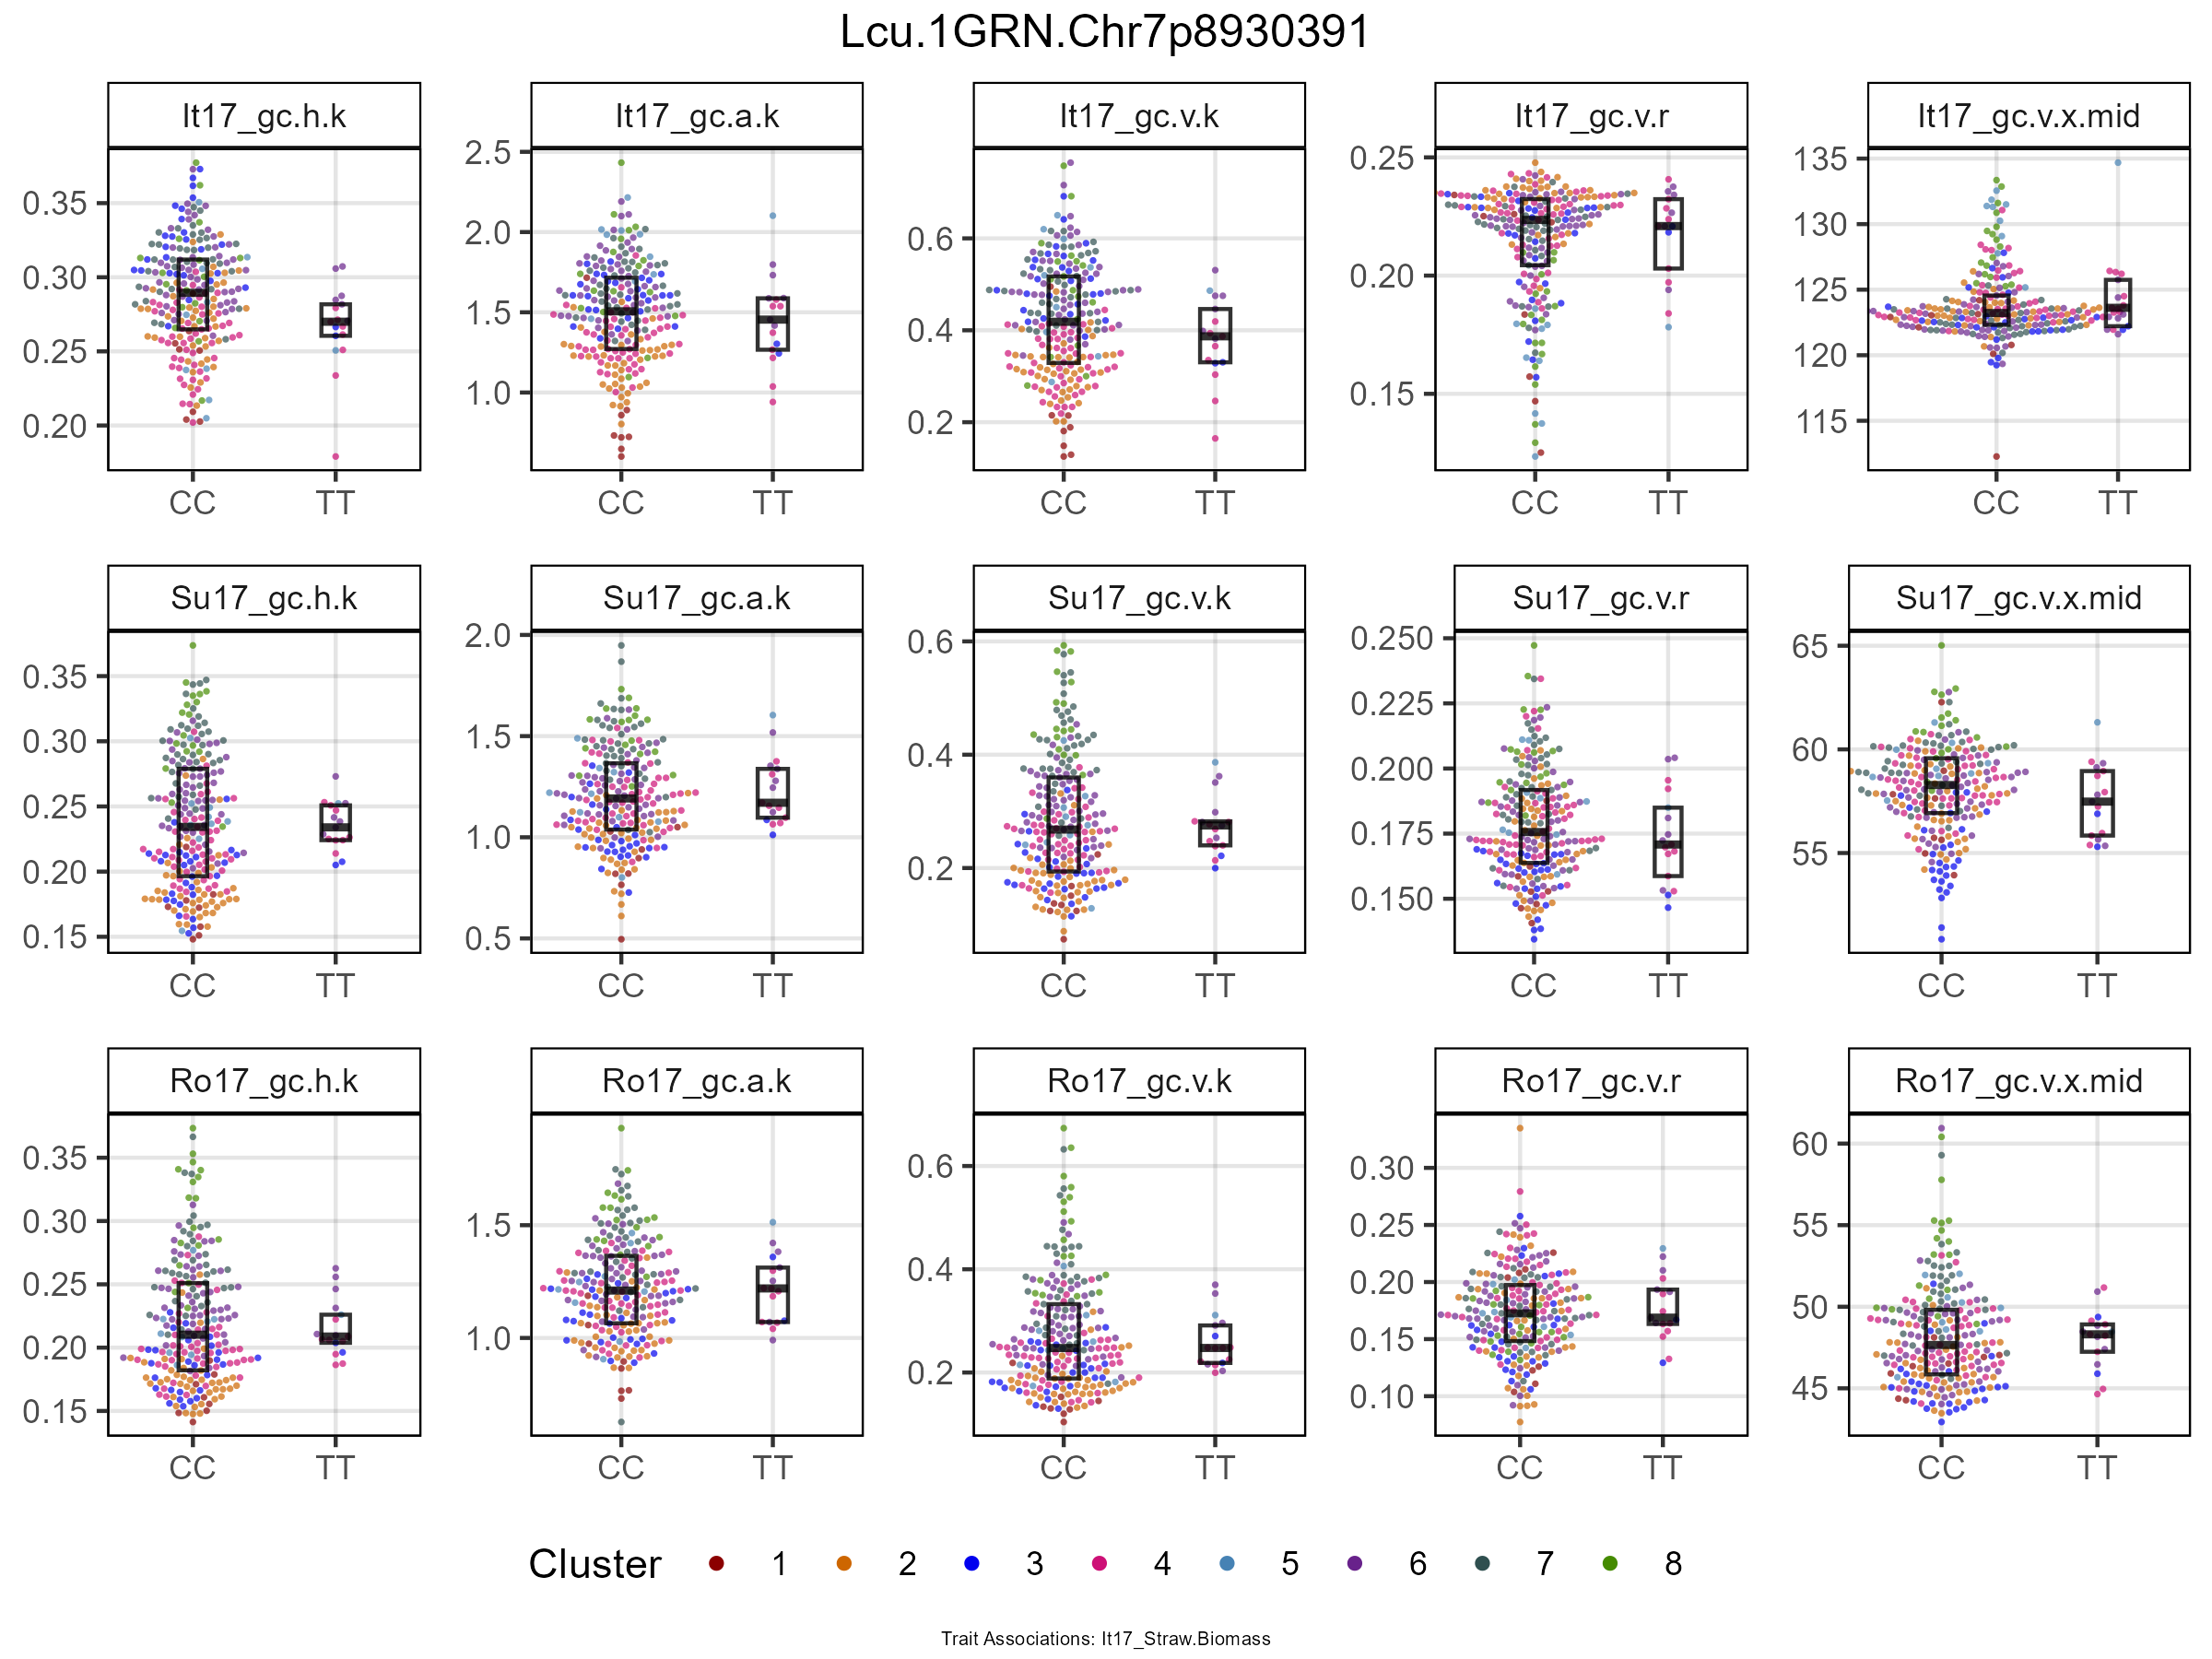 Lcu.1GRN.Chr7p8930391
It17_gc.h.k
It17_gc.a.k
It17_gc.v.k
It17_gc.v.r
It17_gc.v.x.mid
0.35
0.30
0.25
0.20
CC TT
2.5
2.0
1.5
1.0
CC TT
0.6
0.4
0.2
CC TT
0.25
0.20
0.15
CC TT
135
130
125
120
115
CC TT
Su17_gc.h.k
Su17_gc.a.k
Su17_gc.v.k
Su17_gc.v.r
Su17_gc.v.x.mid
0.35
0.30
0.25
0.20
0.15
CC TT
2.0
1.5
1.0
0.5
CC TT
0.6
0.4
0.2
CC TT
0.250
0.225
0.200
0.175
0.150
CC TT
65
60
55
CC TT
Ro17_gc.h.k
Ro17_gc.a.k
Ro17_gc.v.k
Ro17_gc.v.r
Ro17_gc.v.x.mid
0.35
0.30
0.25
0.20
0.15
CC TT
1.5
1.0
CC TT
0.6
0.4
0.2
CC TT
0.30
0.25
0.20
0.15
0.10
CC TT
60
55
50
45
CC TT
Cluster 1 2 3 4 5 6 7 8
Trait Associations: It17_Straw.Biomass